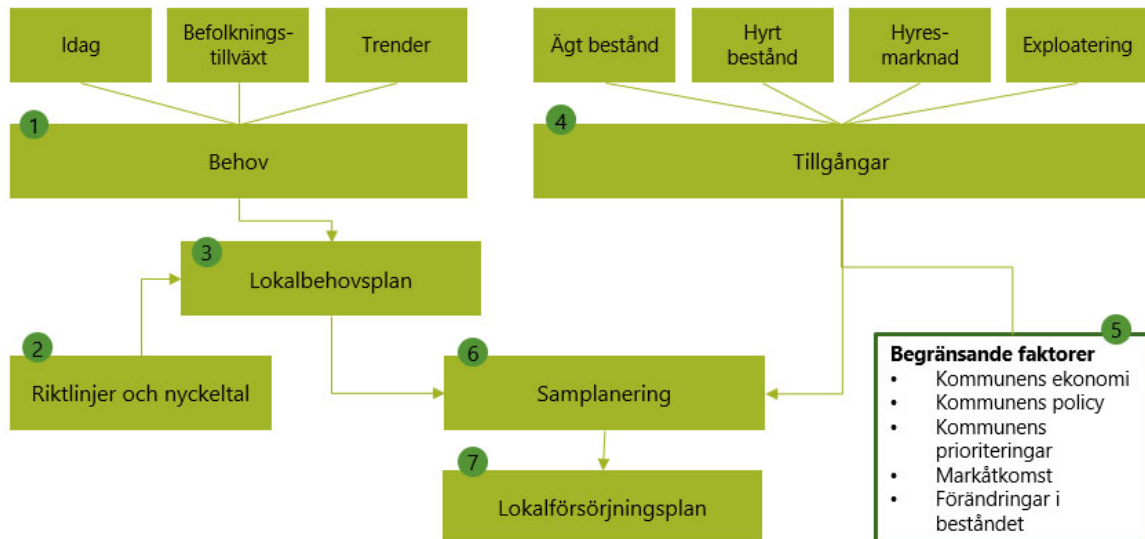 Idag
Befolknings-
tillväxt
Trender
Ägt bestånd
Hyrt
bestånd
Hyres-
marknad
Exploatering
1
Behov
4
Tillgångar
3
Lokalbehovsplan
2
Riktlinjer och nyckeltal
6
Samplanering
5
Begränsande faktorer
• Kommunens ekonomi
• Kommunens policy
• Kommunens
prioriteringar
• Markåtkomst
• Förändringar i
beståndet
7
Lokalförsörjningsplan